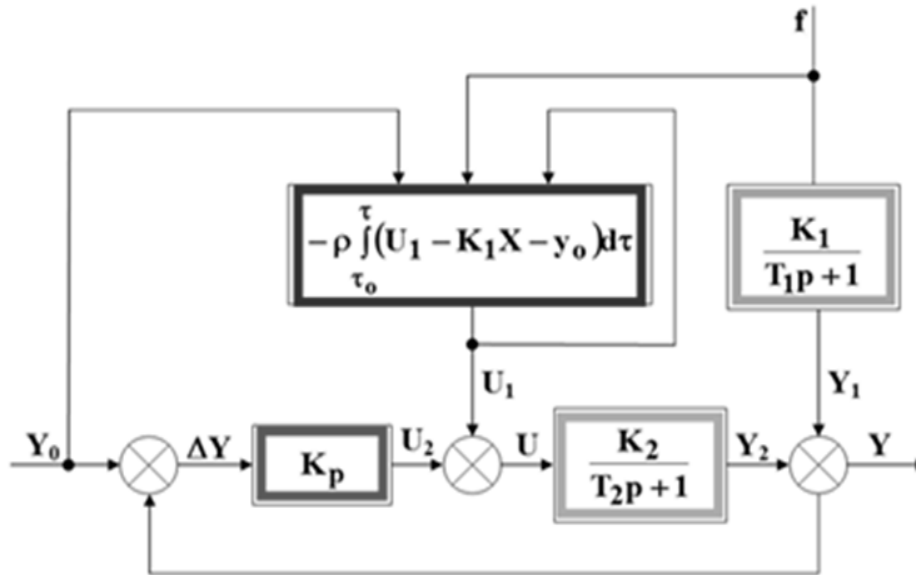 f
τ
− ρ ∫(U₁ − K₁X − yₒ)dτ
τₒ
K₁
T₁p + 1
U₁
Y₁
Y₀
ΔY
Kₚ
U₂
U
K₂
T₂p + 1
Y₂
Y